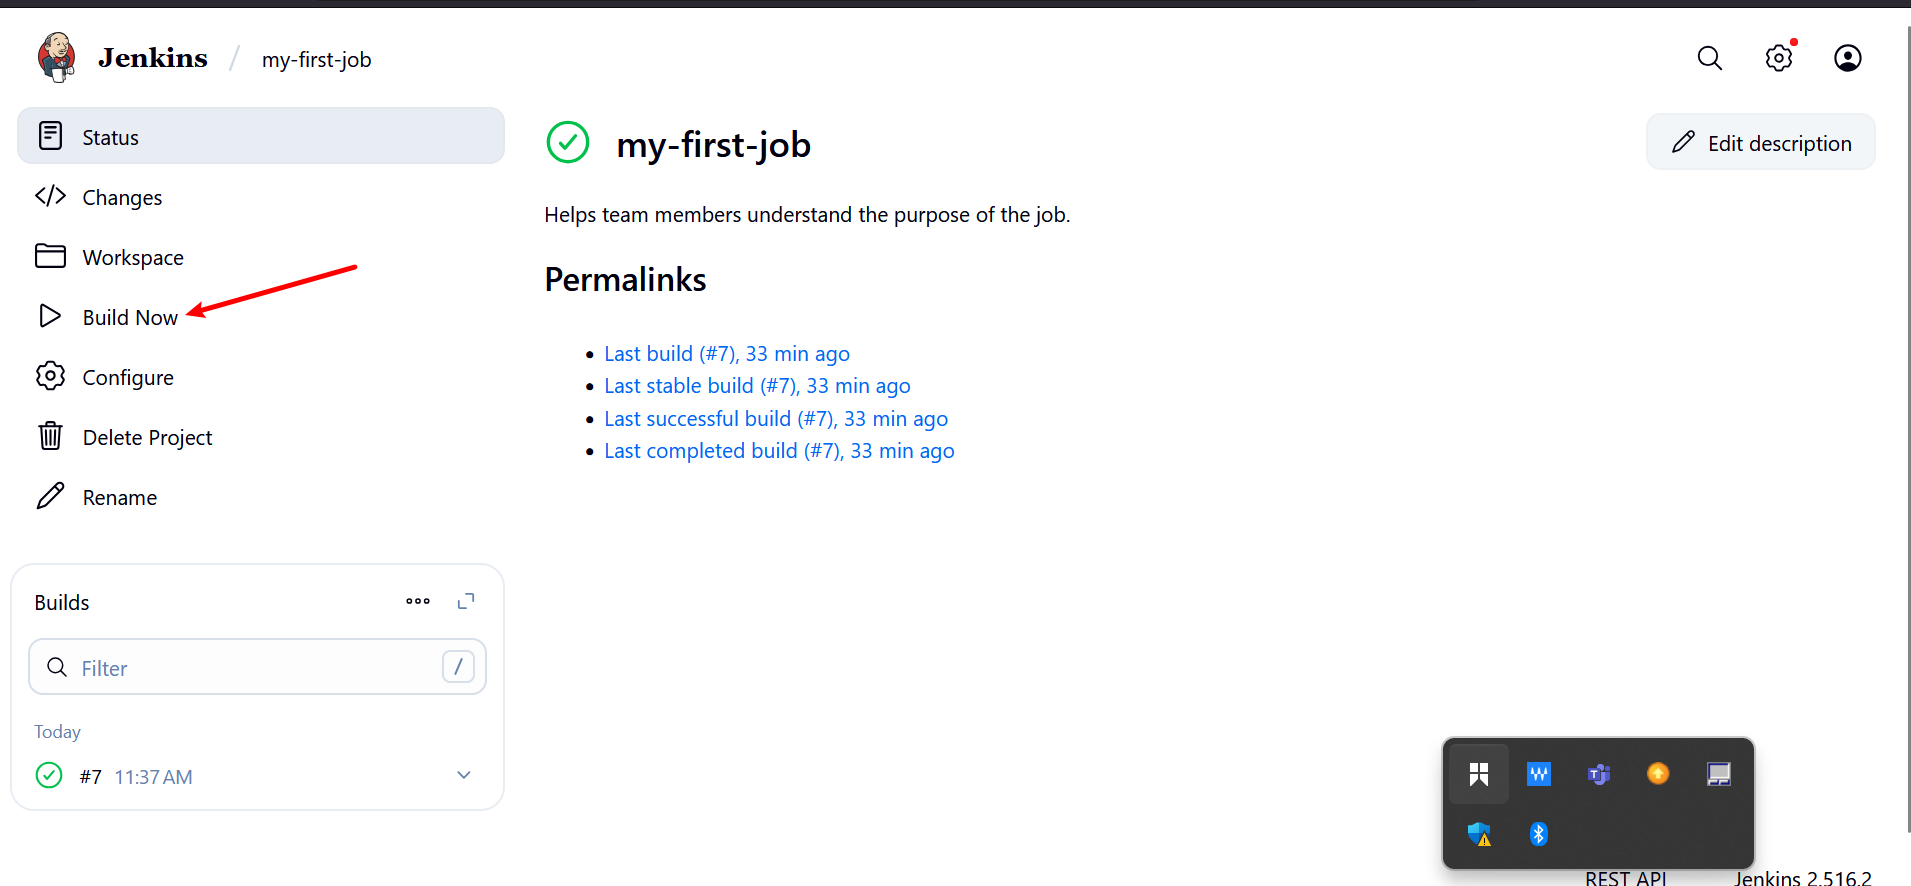 Jenkins / my-first-job
Status
Changes
Workspace
Build Now
Configure
Delete Project
Rename
Builds
Filter /
Today
#7 11:37 AM
my-first-job
Edit description
Helps team members understand the purpose of the job.
Permalinks
Last build (#7), 33 min ago
Last stable build (#7), 33 min ago
Last successful build (#7), 33 min ago
Last completed build (#7), 33 min ago
REST API
Jenkins 2.516.2